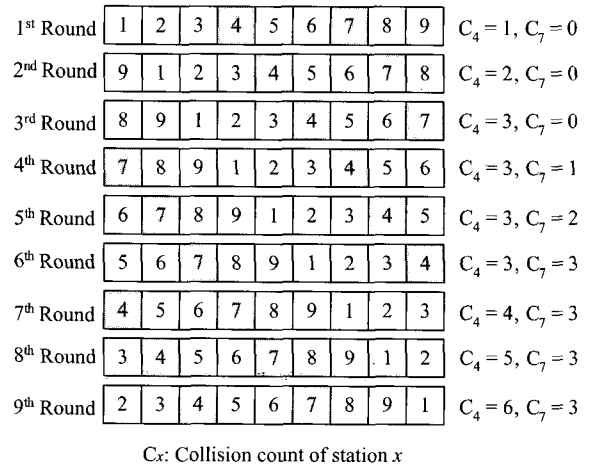 1st Round 1 2 3 4 5 6 7 8 9 C4 = 1, C7 = 0
2nd Round 9 1 2 3 4 5 6 7 8 C4 = 2, C7 = 0
3rd Round 8 9 1 2 3 4 5 6 7 C4 = 3, C7 = 0
4th Round 7 8 9 1 2 3 4 5 6 C4 = 3, C7 = 1
5th Round 6 7 8 9 1 2 3 4 5 C4 = 3, C7 = 2
6th Round 5 6 7 8 9 1 2 3 4 C4 = 3, C7 = 3
7th Round 4 5 6 7 8 9 1 2 3 C4 = 4, C7 = 3
8th Round 3 4 5 6 7 8 9 1 2 C4 = 5, C7 = 3
9th Round 2 3 4 5 6 7 8 9 1 C4 = 6, C7 = 3
Cx: Collision count of station x